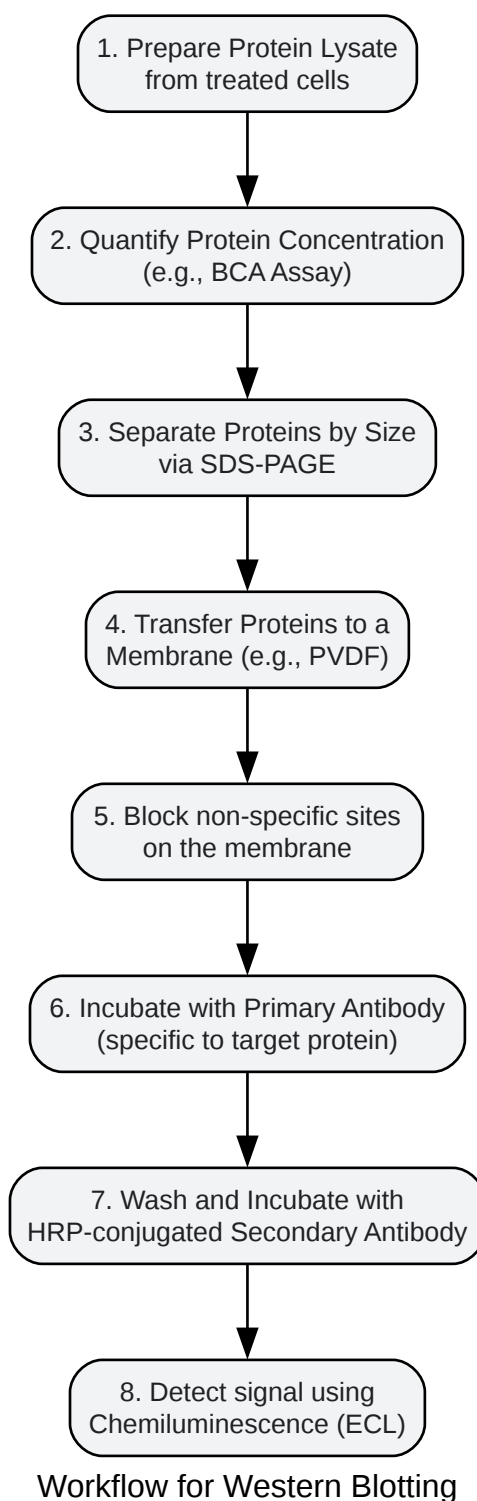 1. Prepare Protein Lysate
from treated cells
2. Quantify Protein Concentration
(e.g., BCA Assay)
3. Separate Proteins by Size
via SDS-PAGE
4. Transfer Proteins to a
Membrane (e.g., PVDF)
5. Block non-specific sites
on the membrane
6. Incubate with Primary Antibody
(specific to target protein)
7. Wash and Incubate with
HRP-conjugated Secondary Antibody
8. Detect signal using
Chemiluminescence (ECL)
Workflow for Western Blotting